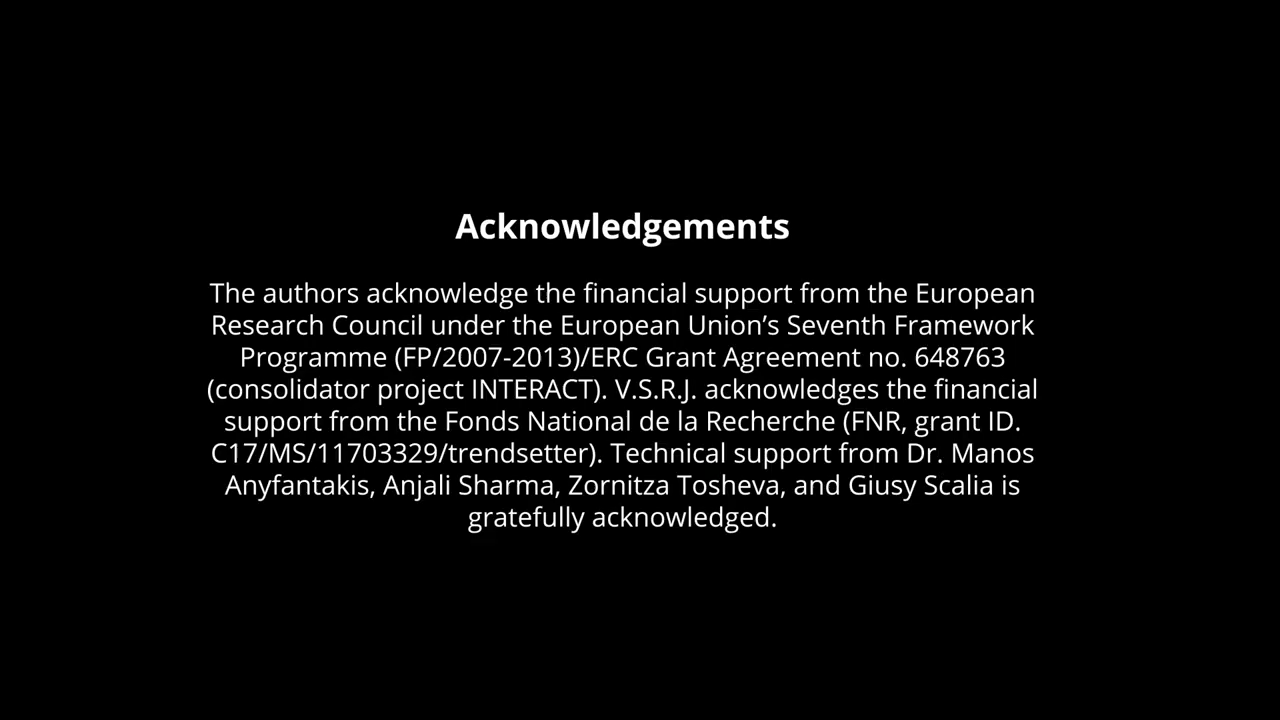 Acknowledgements
The authors acknowledge the financial support from the European
Research Council under the European Union’s Seventh Framework
Programme (FP/2007-2013)/ERC Grant Agreement no. 648763
(consolidator project INTERACT). V.S.R.J. acknowledges the financial
support from the Fonds National de la Recherche (FNR, grant ID.
C17/MS/11703329/trendsetter). Technical support from Dr. Manos
Anyfantakis, Anjali Sharma, Zornitza Tosheva, and Giusy Scalia is
gratefully acknowledged.